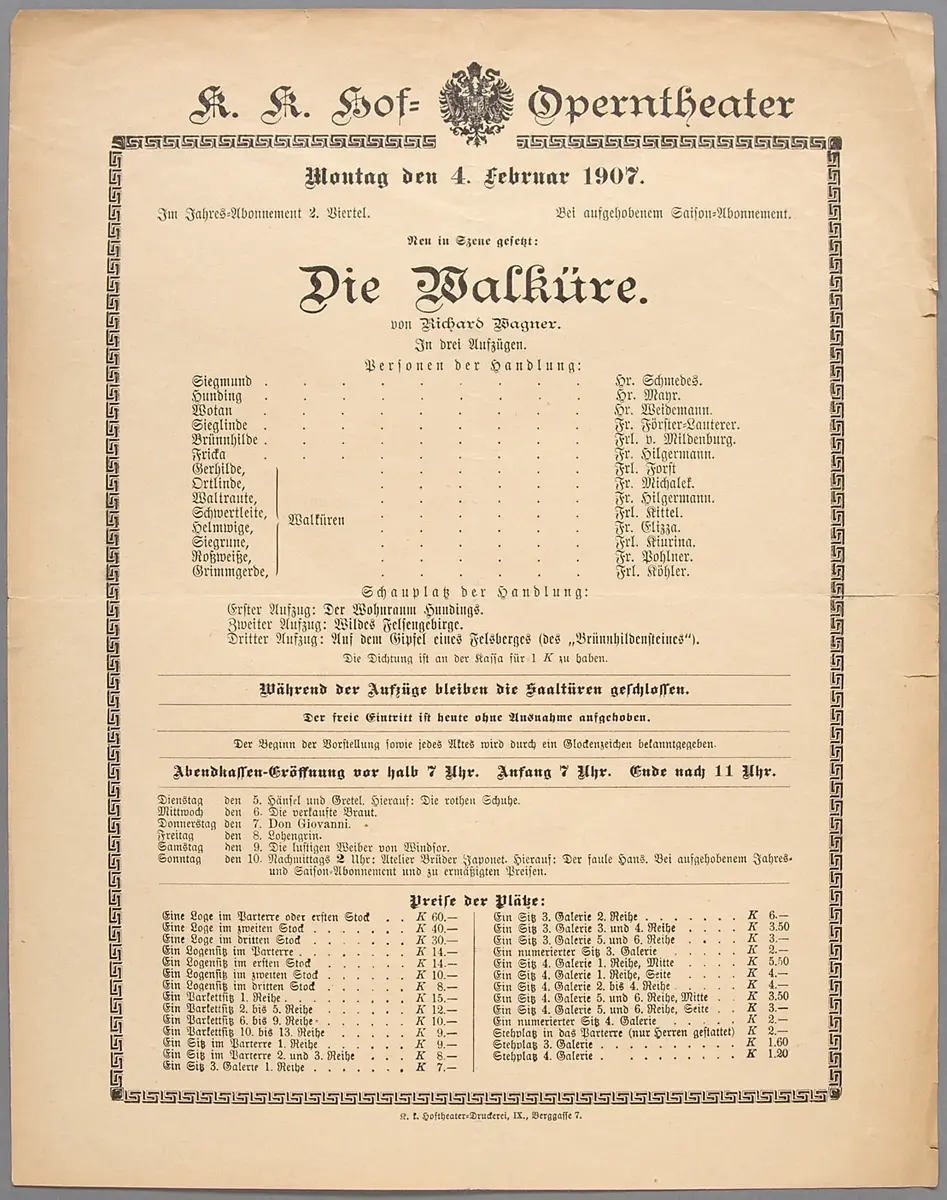 K. K. Hof-Operntheater
Montag den 4. Februar 1907.
Im Jahres-Abonnement 2. Viertel. Bei aufgehobenem Saison-Abonnement.
Neu in Szene gesetzt:
Die Walküre.
von Richard Wagner.
In drei Aufzügen.
Personen der Handlung:
Siegmund . . . . . . . . . Hr. Schmedes.
Hunding . . . . . . . . . Hr. Mayr.
Wotan . . . . . . . . . Hr. Weidemann.
Sieglinde . . . . . . . . . Fr. Förster-Lauterer.
Brünnhilde . . . . . . . . . Frl. v. Mildenburg.
Fricka . . . . . . . . . Fr. Hilgermann.
Gerhilde, . . . . . . Frl. Forst
Ortlinde, . . . . . . Fr. Michalek.
Waltraute, . . . . . . Fr. Hilgermann.
Schwertleite, . . . . . . Frl. Kittel.
Walküren
Helmwige, . . . . . . Fr. Elizza.
Siegrune, . . . . . . Frl. Kiurina.
Roßweiße, . . . . . . Fr. Pohlner.
Grimmgerde, . . . . . . Frl. Köhler.
Schauplatz der Handlung:
Erster Aufzug: Der Wohnraum Hundings.
Zweiter Aufzug: Wildes Felsengebirge.
Dritter Aufzug: Auf dem Gipfel eines Felsberges (des „Brünnhildensteines").
Die Dichtung ist an der Kassa für 1 K zu haben.
Während der Aufzüge bleiben die Saaltüren geschlossen.
Der freie Eintritt ist heute ohne Ausnahme aufgehoben.
Der Beginn der Vorstellung sowie jedes Aktes wird durch ein Glockenzeichen bekanntgegeben.
Abendkassen-Eröffnung vor halb 7 Uhr. Anfang 7 Uhr. Ende nach 11 Uhr.
Dienstag den 5. Hänsel und Gretel. Hierauf: Die rothen Schuhe.
Mittwoch den 6. Die verkaufte Braut.
Donnerstag den 7. Don Giovanni.
Freitag den 8. Lohengrin.
Samstag den 9. Die lustigen Weiber von Windsor.
Sonntag den 10. Nachmittags 2 Uhr: Atelier Brüder Japonet. Hierauf: Der faule Hans. Bei aufgehobenem Jahres-
und Saison-Abonnement und zu ermäßigten Preisen.
Preise der Plätze:
Eine Loge im Parterre oder ersten Stock . . K 60.—
Eine Loge im zweiten Stock . . . . . . . K 40.—
Eine Loge im dritten Stock . . . . . . . K 30.—
Ein Logensitz im Parterre . . . . . . . K 14.—
Ein Logensitz im ersten Stock . . . . . . K 14.—
Ein Logensitz im zweiten Stock . . . . . K 10.—
Ein Logensitz im dritten Stock . . . . . K 8.—
Ein Parkettsitz 1. Reihe . . . . . . . . K 15.—
Ein Parkettsitz 2. bis 5. Reihe . . . . . K 12.—
Ein Parkettsitz 6. bis 9. Reihe . . . . . K 10.—
Ein Parkettsitz 10. bis 13. Reihe . . . . K 9.—
Ein Sitz im Parterre 1. Reihe . . . . . K 9.—
Ein Sitz im Parterre 2. und 3. Reihe . . . K 8.—
Ein Sitz 3. Galerie 1. Reihe . . . . . . K 7.—
Ein Sitz 3. Galerie 2. Reihe . . . . . . . K 6.—
Ein Sitz 3. Galerie 3. und 4. Reihe . . . . K 3.50
Ein Sitz 3. Galerie 5. und 6. Reihe . . . . K 3.—
Ein numerierter Sitz 3. Galerie . . . . . K 2.—
Ein Sitz 4. Galerie 1. Reihe, Mitte . . . . K 5.50
Ein Sitz 4. Galerie 1. Reihe, Seite . . . . K 4.—
Ein Sitz 4. Galerie 2. bis 4. Reihe . . . . K 4.—
Ein Sitz 4. Galerie 5. und 6. Reihe, Mitte . . K 3.50
Ein Sitz 4. Galerie 5. und 6. Reihe, Seite . . K 3.—
Ein numerierter Sitz 4. Galerie . . . . . K 2.—
Stehplatz in das Parterre (nur Herren gestattet) K 2.—
Stehplatz 3. Galerie . . . . . . . . . K 1.60
Stehplatz 4. Galerie . . . . . . . . . K 1.20
K. k. Hoftheater-Druckerei, IX., Berggasse 7.